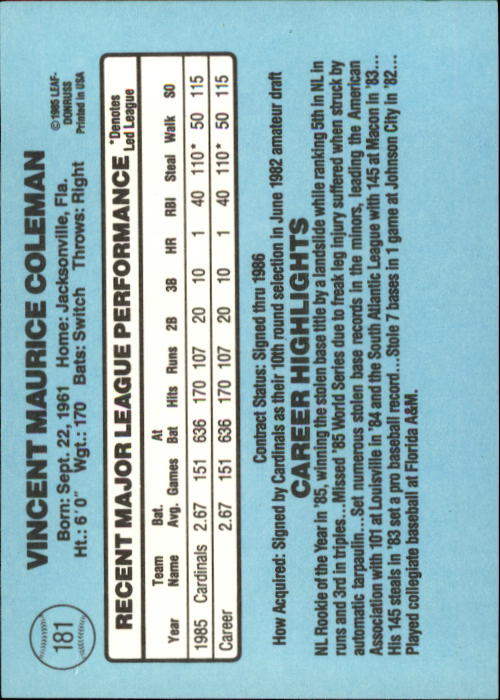 181
VINCENT MAURICE COLEMAN
©1985 LEAF-
DONRUSS
Printed in USA
Born: Sept. 22, 1961 Home: Jacksonville, Fla.
Ht.: 6' 0" Wgt.: 170 Bats: Switch Throws: Right
RECENT MAJOR LEAGUE PERFORMANCE
*Denotes
Led League
Year Team Name Bat. Avg. Games At Bat Hits Runs 2B 3B HR RBI Steal Walk SO
1985 Cardinals 2.67 151 636 170 107 20 10 1 40 110* 50 115
Career 2.67 151 636 170 107 20 10 1 40 110* 50 115
Contract Status: Signed thru 1986
How Acquired: Signed by Cardinals as their 10th round selection in June 1982 amateur draft
CAREER HIGHLIGHTS
NL Rookie of the Year in '85, winning the stolen base title by a landslide while ranking 5th in NL in
runs and 3rd in triples...Missed '85 World Series due to freak leg injury suffered when struck by
automatic tarpaulin...Set numerous stolen base records in the minors, leading the American
Association with 101 at Louisville in '84 and the South Atlantic League with 145 at Macon in '83...
His 145 steals in '83 set a pro baseball record...Stole 7 bases in 1 game at Johnson City in '82...
Played collegiate baseball at Florida A&M.